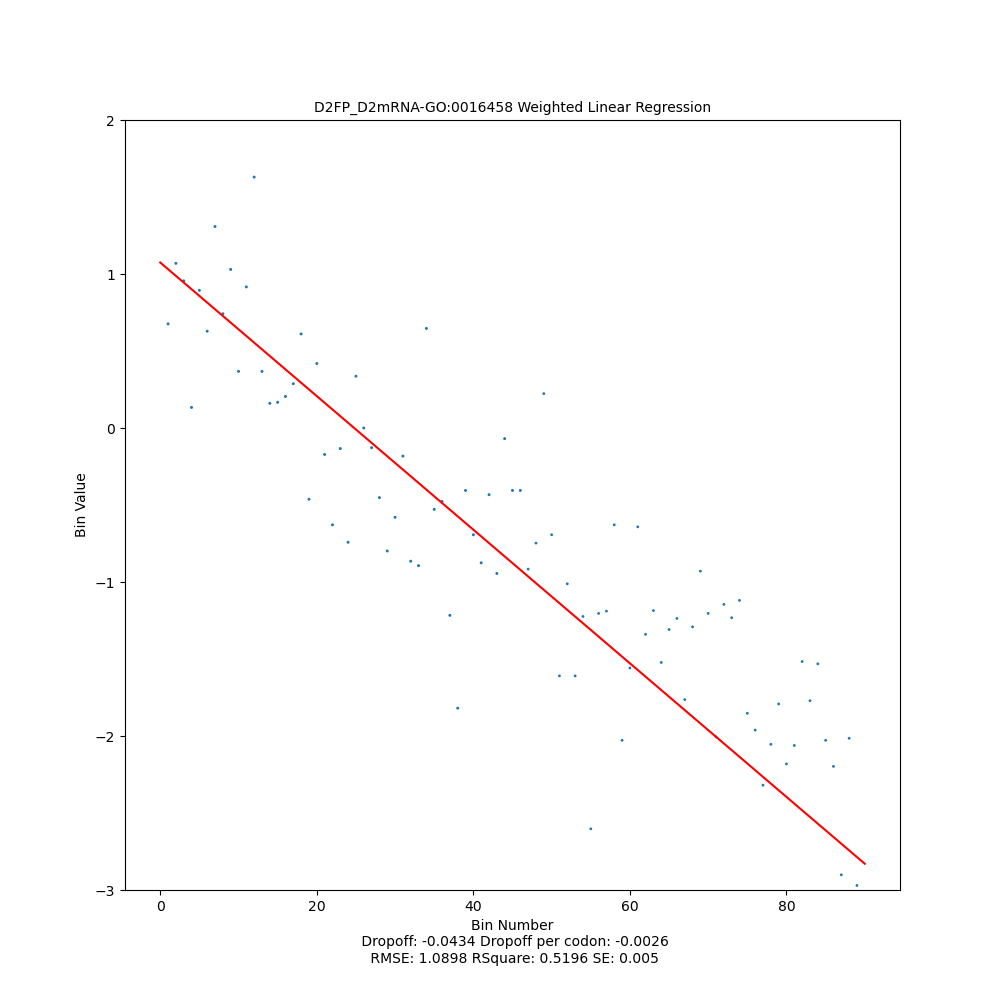 D2FP_D2mRNA-GO:0016458 Weighted Linear Regression
2
1
0
−1
−2
−3
Bin Value
0 20 40 60 80
Bin Number
Dropoff: -0.0434 Dropoff per codon: -0.0026
RMSE: 1.0898 RSquare: 0.5196 SE: 0.005